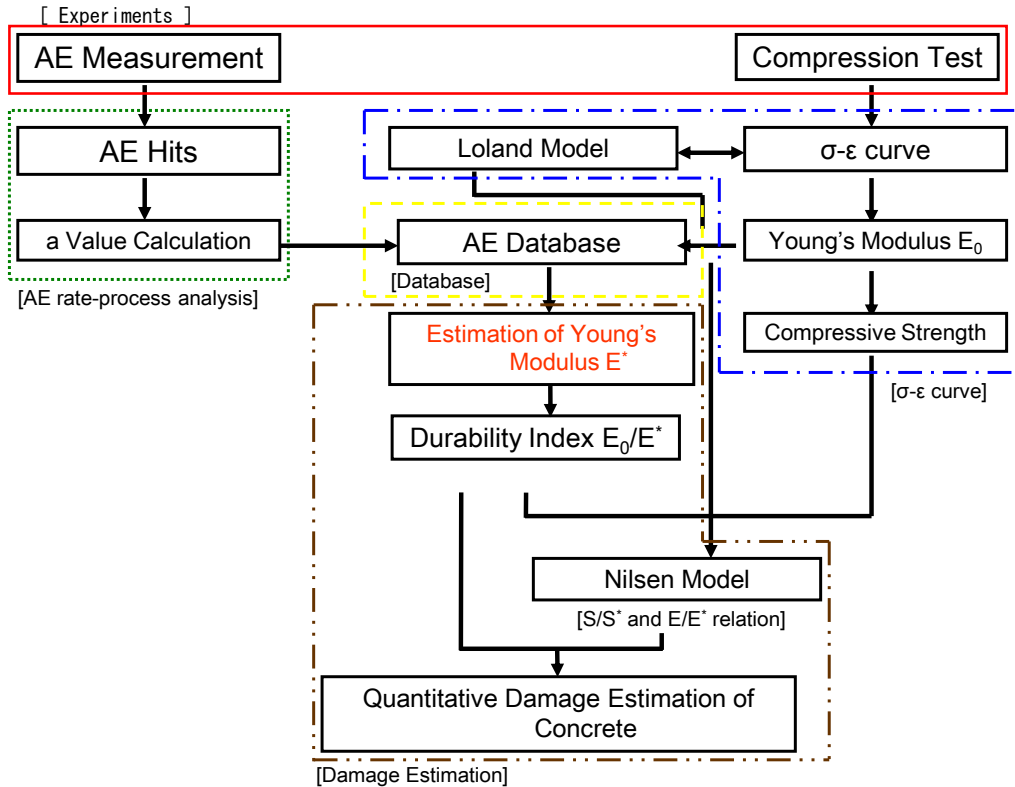 [ Experiments ]
AE Measurement
Compression Test
AE Hits
Loland Model
σ-ε curve
a Value Calculation
AE Database
Young's Modulus E₀
[Database]
[AE rate-process analysis]
Estimation of Young's
Modulus E*
Compressive Strength
[σ-ε curve]
Durability Index E₀/E*
Nilsen Model
[S/S* and E/E* relation]
Quantitative Damage Estimation of
Concrete
[Damage Estimation]